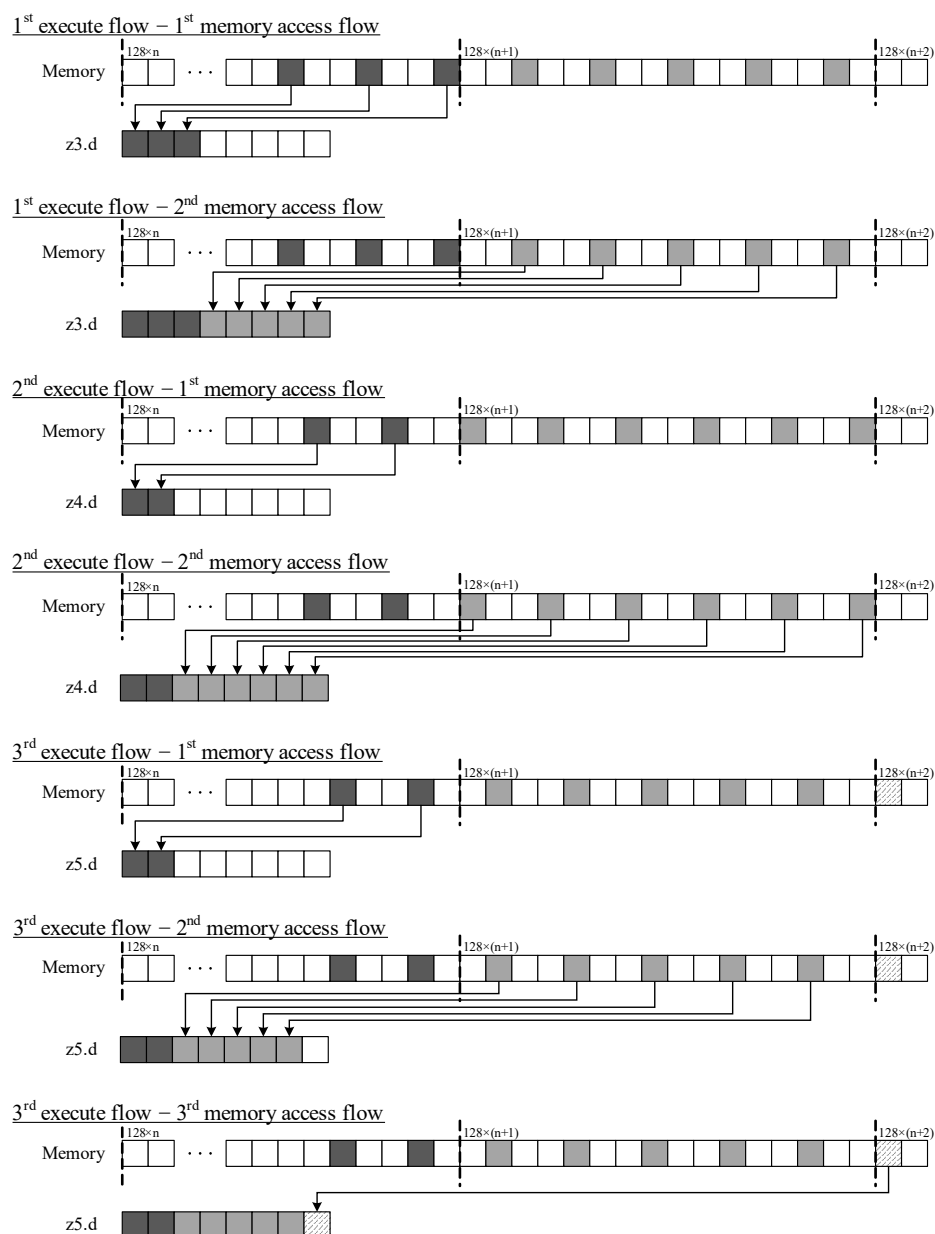 1st execute flow − 1st memory access flow
128×n 128×(n+1) 128×(n+2)
Memory · · ·
z3.d
1st execute flow − 2nd memory access flow
128×n 128×(n+1) 128×(n+2)
Memory · · ·
z3.d
2nd execute flow − 1st memory access flow
128×n 128×(n+1) 128×(n+2)
Memory · · ·
z4.d
2nd execute flow − 2nd memory access flow
128×n 128×(n+1) 128×(n+2)
Memory · · ·
z4.d
3rd execute flow − 1st memory access flow
128×n 128×(n+1) 128×(n+2)
Memory · · ·
z5.d
3rd execute flow − 2nd memory access flow
128×n 128×(n+1) 128×(n+2)
Memory · · ·
z5.d
3rd execute flow − 3rd memory access flow
128×n 128×(n+1) 128×(n+2)
Memory · · ·
z5.d